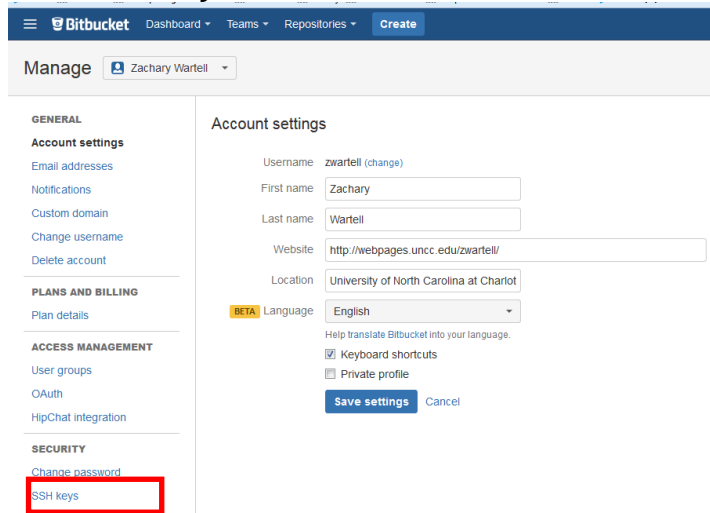 Bitbucket Dashboard Teams Repositories Create
Manage Zachary Wartell
GENERAL
Account settings
Email addresses
Notifications
Custom domain
Change username
Delete account
PLANS AND BILLING
Plan details
ACCESS MANAGEMENT
User groups
OAuth
HipChat integration
SECURITY
Change password
SSH keys
Account settings
Username zwartell (change)
First name Zachary
Last name Wartell
Website http://webpages.uncc.edu/zwartell/
Location University of North Carolina at Charlot
BETA Language English
Help translate Bitbucket into your language.
Keyboard shortcuts
Private profile
Save settings Cancel